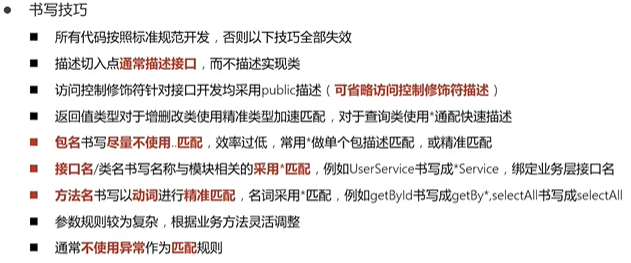 书写技巧
所有代码按照标准规范开发，否则以下技巧全部失效
描述切入点通常描述接口，而不描述实现类
访问控制修饰符针对接口开发均采用public描述（可省略访问控制修饰符描述）
返回值类型对于增删改类使用精准类型加速匹配，对于查询类使用*通配快速描述
包名书写尽量不使用..匹配，效率过低，常用*做单个包描述匹配，或精准匹配
接口名/类名书写名称与模块相关的采用*匹配，例如UserService书写成*Service，绑定业务层接口名
方法名书写以动词进行精准匹配，名词采用*匹配，例如getById书写成getBy*,selectAll书写成selectAll
参数规则较为复杂，根据业务方法灵活调整
通常不使用异常作为匹配规则